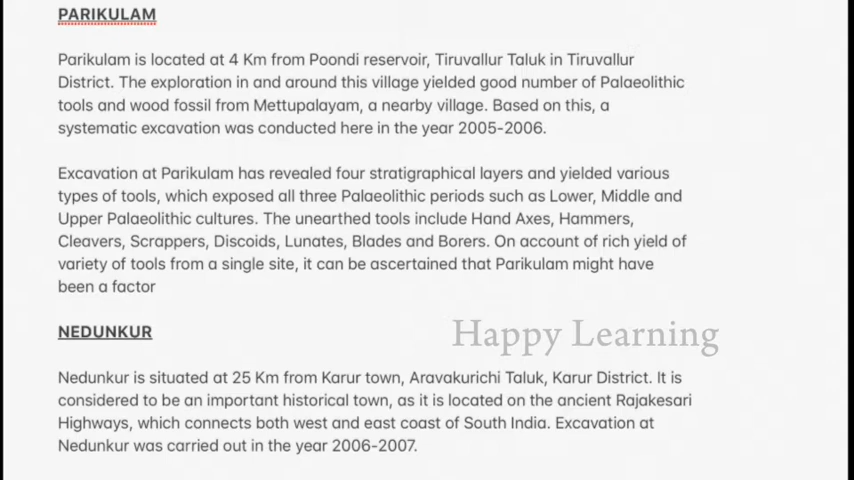 PARIKULAM
Parikulam is located at 4 Km from Poondi reservoir, Tiruvallur Taluk in Tiruvallur
District. The exploration in and around this village yielded good number of Palaeolithic
tools and wood fossil from Mettupalayam, a nearby village. Based on this, a
systematic excavation was conducted here in the year 2005-2006.
Excavation at Parikulam has revealed four stratigraphical layers and yielded various
types of tools, which exposed all three Palaeolithic periods such as Lower, Middle and
Upper Palaeolithic cultures. The unearthed tools include Hand Axes, Hammers,
Cleavers, Scrappers, Discoids, Lunates, Blades and Borers. On account of rich yield of
variety of tools from a single site, it can be ascertained that Parikulam might have
been a factor
NEDUNKUR
Happy Learning
Nedunkur is situated at 25 Km from Karur town, Aravakurichi Taluk, Karur District. It is
considered to be an important historical town, as it is located on the ancient Rajakesari
Highways, which connects both west and east coast of South India. Excavation at
Nedunkur was carried out in the year 2006-2007.